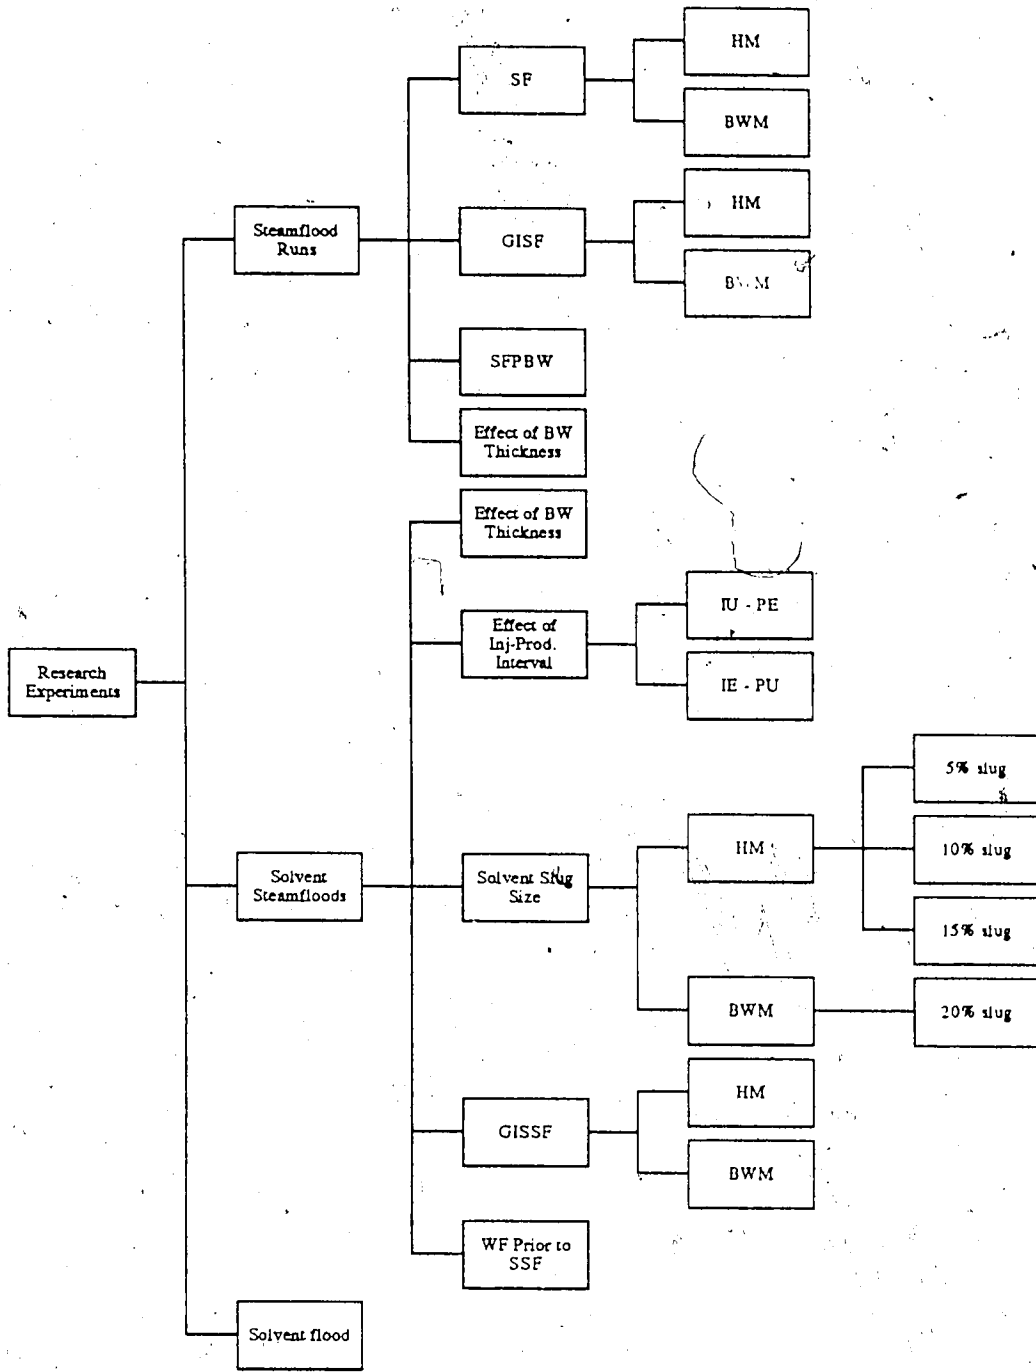 HM
SF
BWM
HM
Steamflood
Runs
GISF
BWM
SFPBW
Effect of BW
Thickness
Effect of BW
Thickness
IU - PE
Effect of
Inj-Prod.
Interval
Research
Experiments
IE - PU
5% slug
HM
10% slug
Solvent
Steamfloods
Solvent Slug
Size
15% slug
BWM
20% slug
HM
GISSF
BWM
WF Prior to
SSF
Solvent flood